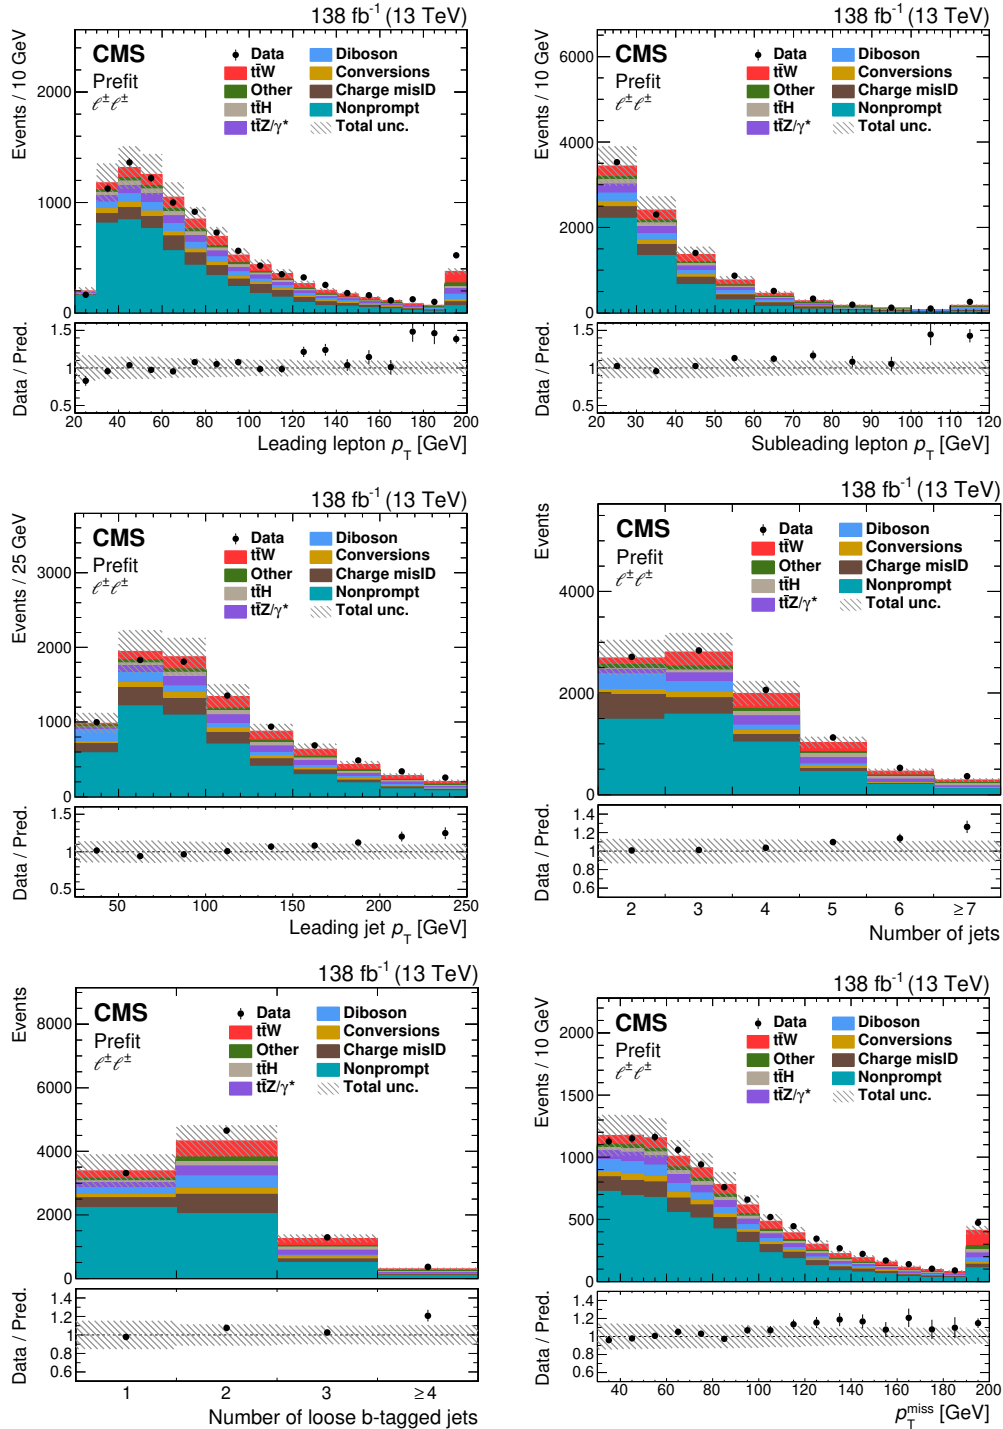 138 fb-1 (13 TeV)
Events / 10 GeV
CMS
Prefit
ℓ±ℓ±
Data
tt̄W
Other
tt̄H
tt̄Z/γ*
Diboson
Conversions
Charge misID
Nonprompt
Total unc.
2000
1000
0
Data / Pred.
1.5
1
0.5
20 40 60 80 100 120 140 160 180 200
Leading lepton pT [GeV]
138 fb-1 (13 TeV)
Events / 10 GeV
CMS
Prefit
ℓ±ℓ±
Data
tt̄W
Other
tt̄H
tt̄Z/γ*
Diboson
Conversions
Charge misID
Nonprompt
Total unc.
6000
4000
2000
0
Data / Pred.
1.5
1
0.5
20 30 40 50 60 70 80 90 100 110 120
Subleading lepton pT [GeV]
138 fb-1 (13 TeV)
Events / 25 GeV
CMS
Prefit
ℓ±ℓ±
Data
tt̄W
Other
tt̄H
tt̄Z/γ*
Diboson
Conversions
Charge misID
Nonprompt
Total unc.
3000
2000
1000
0
Data / Pred.
1.5
1
0.5
50 100 150 200 250
Leading jet pT [GeV]
138 fb-1 (13 TeV)
Events
CMS
Prefit
ℓ±ℓ±
Data
tt̄W
Other
tt̄H
tt̄Z/γ*
Diboson
Conversions
Charge misID
Nonprompt
Total unc.
4000
2000
0
Data / Pred.
1.4
1.2
1
0.8
0.6
2 3 4 5 6 ≥7
Number of jets
138 fb-1 (13 TeV)
Events
CMS
Prefit
ℓ±ℓ±
Data
tt̄W
Other
tt̄H
tt̄Z/γ*
Diboson
Conversions
Charge misID
Nonprompt
Total unc.
8000
6000
4000
2000
0
Data / Pred.
1.4
1.2
1
0.8
0.6
1 2 3 ≥4
Number of loose b-tagged jets
138 fb-1 (13 TeV)
Events / 10 GeV
CMS
Prefit
ℓ±ℓ±
Data
tt̄W
Other
tt̄H
tt̄Z/γ*
Diboson
Conversions
Charge misID
Nonprompt
Total unc.
2000
1500
1000
500
0
Data / Pred.
1.4
1.2
1
0.8
0.6
40 60 80 100 120 140 160 180 200
pTmiss [GeV]